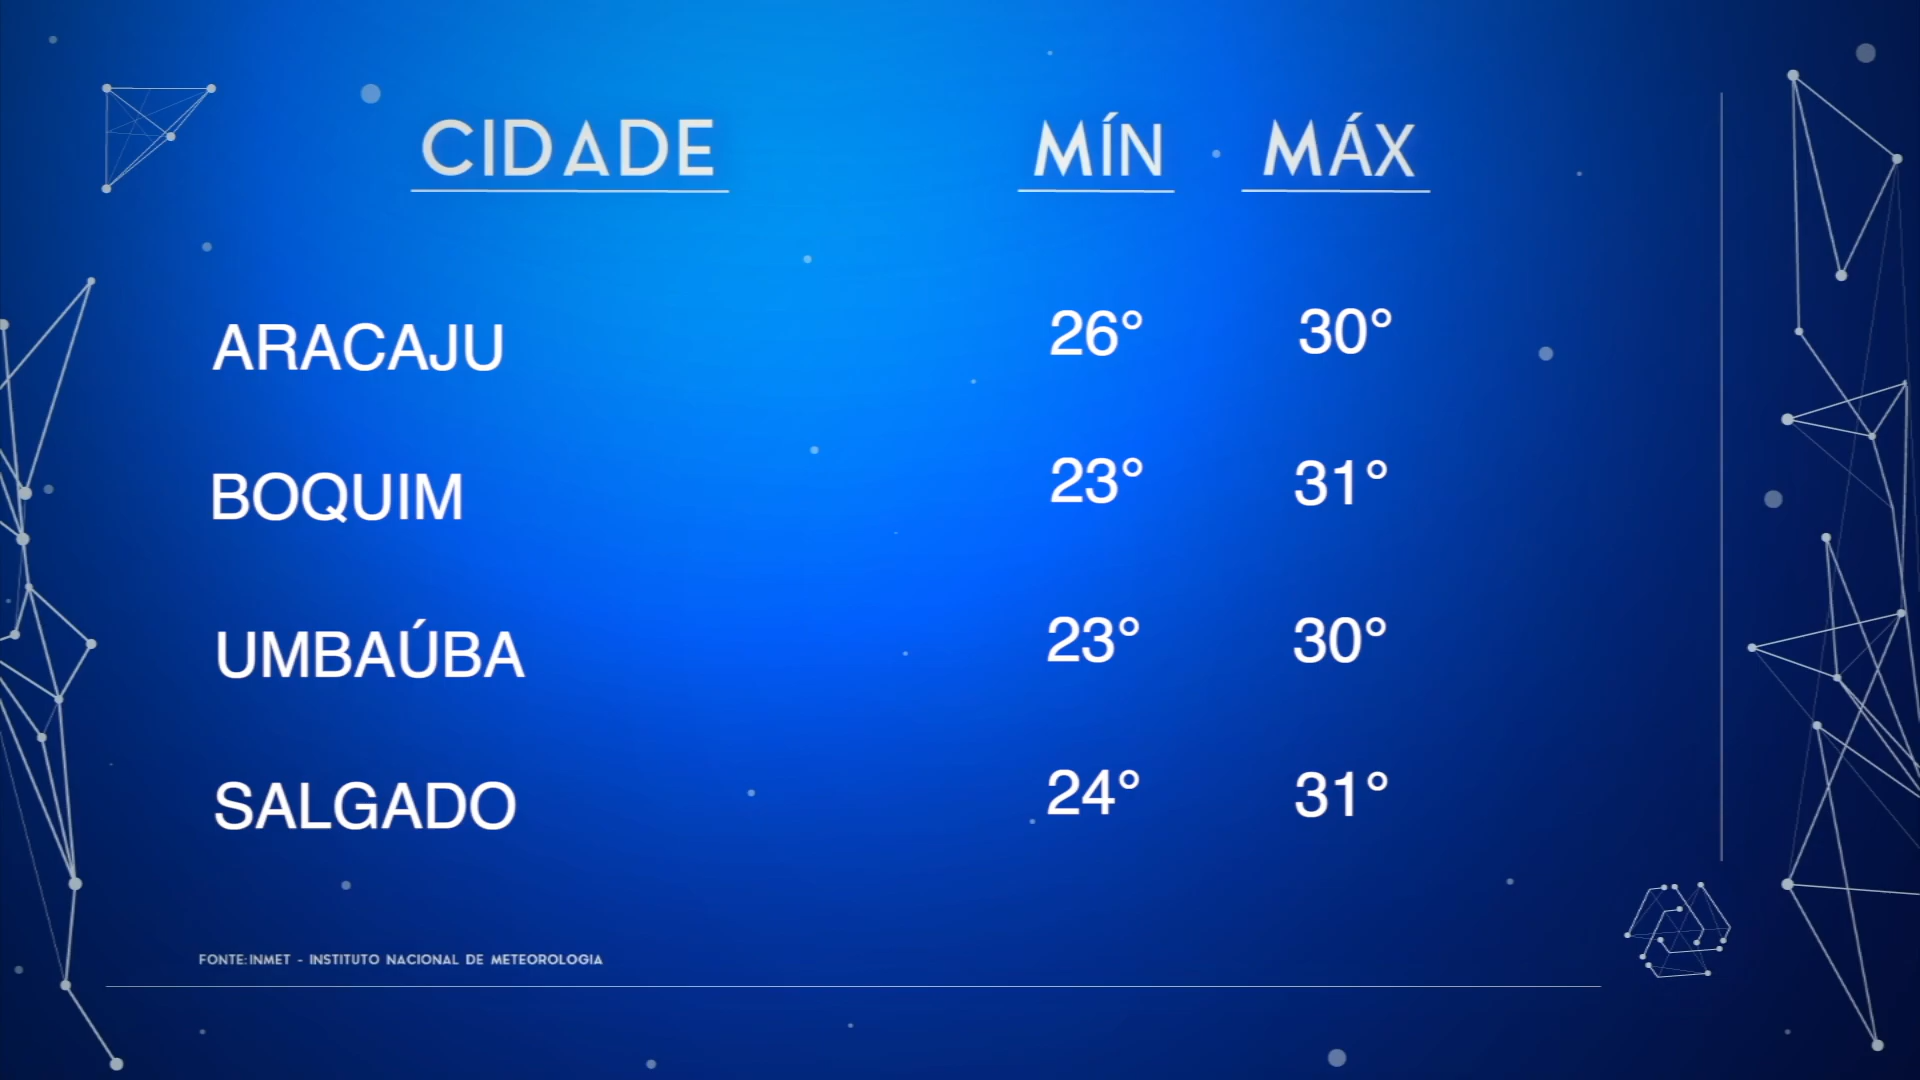 CIDADE MÍN MÁX
ARACAJU 26° 30°
BOQUIM 23° 31°
UMBAÚBA 23° 30°
SALGADO 24° 31°
FONTE:INMET - INSTITUTO NACIONAL DE METEOROLOGIA